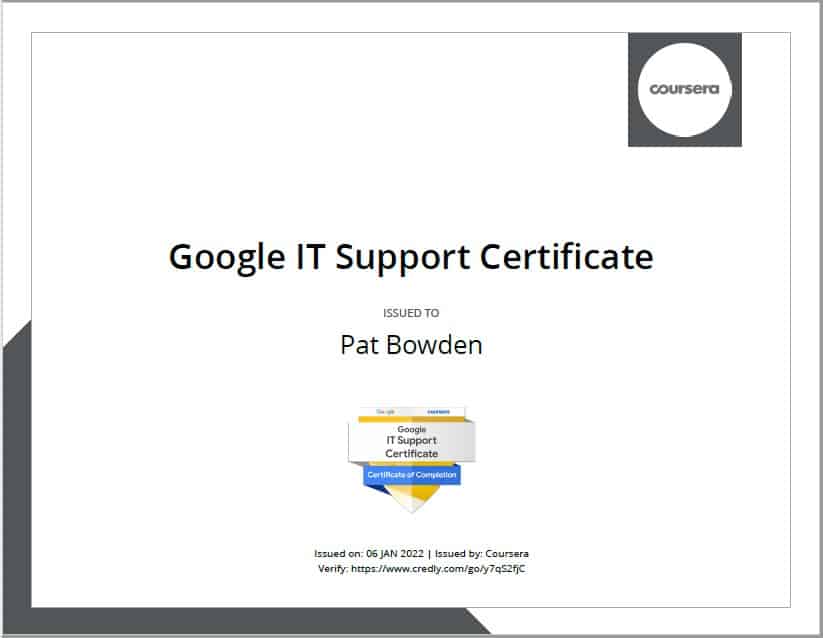 coursera
Google IT Support Certificate
ISSUED TO
Pat Bowden
Google coursera
Google
IT Support
Certificate
Certificate of Completion
Issued on: 06 JAN 2022 | Issued by: Coursera
Verify: https://www.credly.com/go/y7qS2fjC